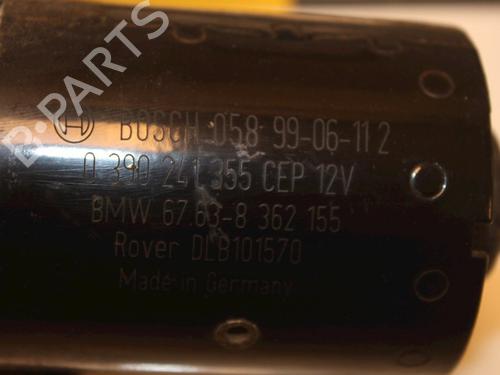 BOSCH 058 99-06-11 2
0 390 241 355 CEP 12V
BMW 67.63-8 362 155
Rover DLB101570
Made in Germany
B-PARTS